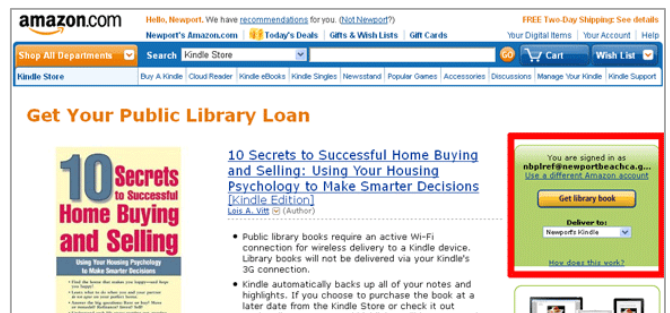 amazon.com
Hello, Newport. We have recommendations for you. (Not Newport?)
FREE Two-Day Shipping: See details
Newport's Amazon.com Today's Deals Gifts & Wish Lists Gift Cards
Your Digital Items Your Account Help
Shop All Departments Search Kindle Store GO Cart Wish List
Kindle Store Buy A Kindle Cloud Reader Kindle eBooks Kindle Singles Newsstand Popular Games Accessories Discussions Manage Your Kindle Kindle Support
Get Your Public Library Loan
10 Secrets
to Successful
Home Buying
and Selling
Using Your Housing
Psychology to Make
Smarter Decisions
10 Secrets to Successful Home Buying
and Selling: Using Your Housing
Psychology to Make Smarter Decisions
[Kindle Edition]
Lois A. Vitt (Author)
• Public library books require an active Wi-Fi
connection for wireless delivery to a Kindle device.
Library books will not be delivered via your Kindle's
3G connection.
• Kindle automatically backs up all of your notes and
highlights. If you choose to purchase the book at a
later date from the Kindle Store or check it out
You are signed in as
nbplref@newportbeachca.g...
Use a different Amazon account
Get library book
Deliver to:
Newport's Kindle
How does this work?